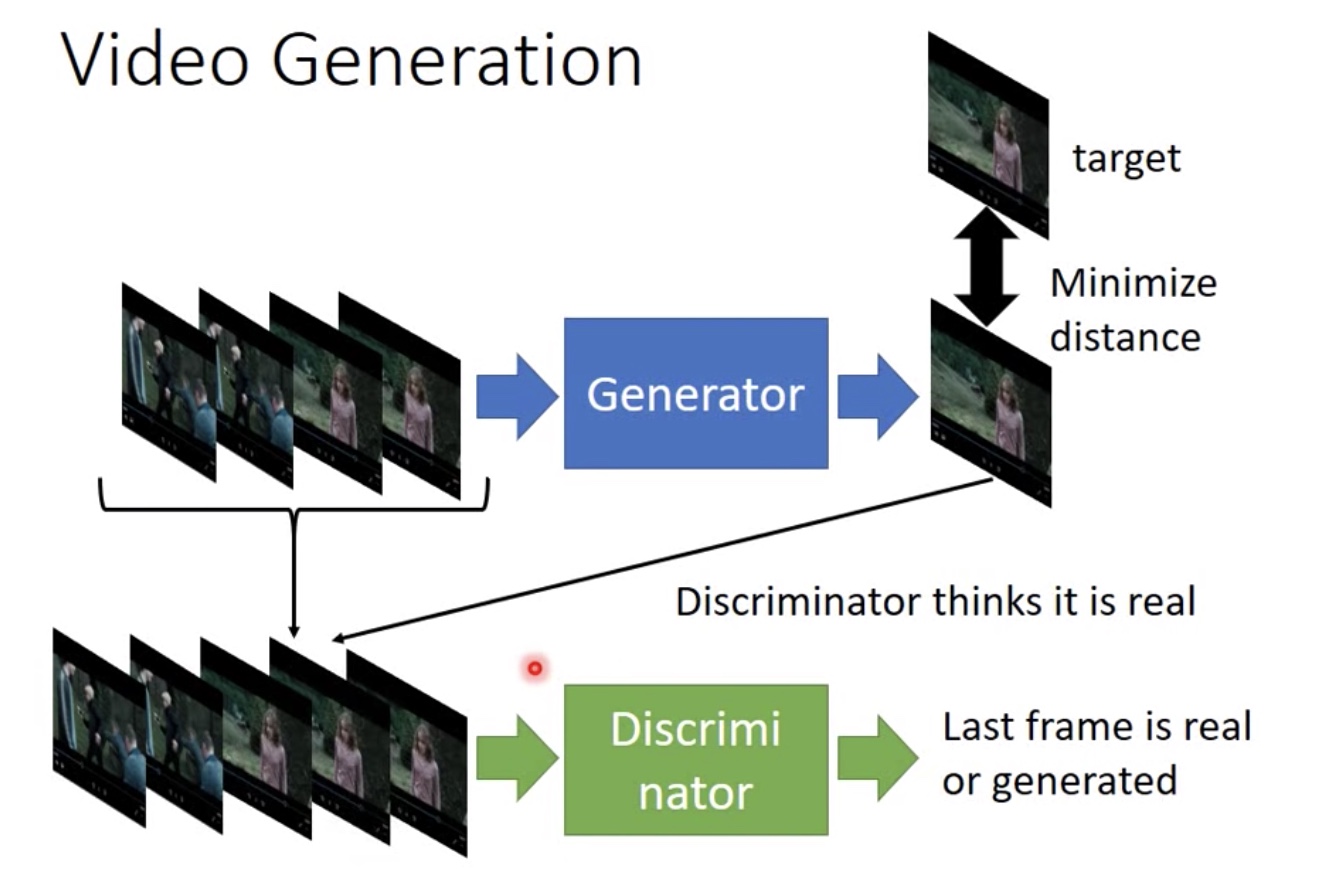 Video Generation
target
Minimize
distance
Generator
Discriminator thinks it is real
Discrimi
nator
Last frame is real
or generated